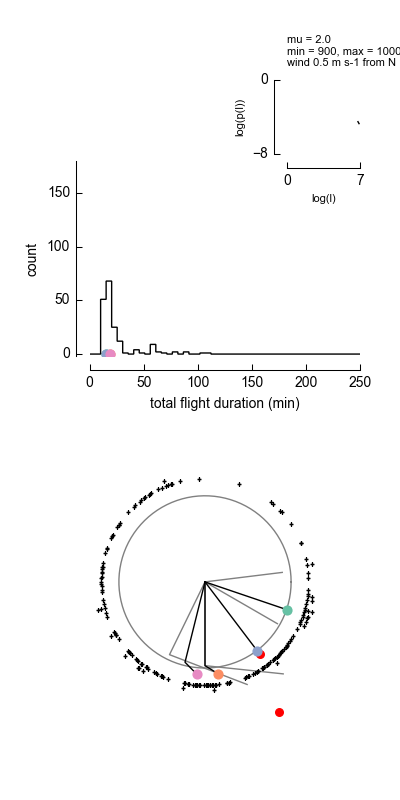 mu = 2.0
min = 900, max = 1000
wind 0.5 m s-1 from N
0
log(p(l))
−8
0
7
log(l)
150
count
100
50
0
0
50
100
150
200
250
total flight duration (min)